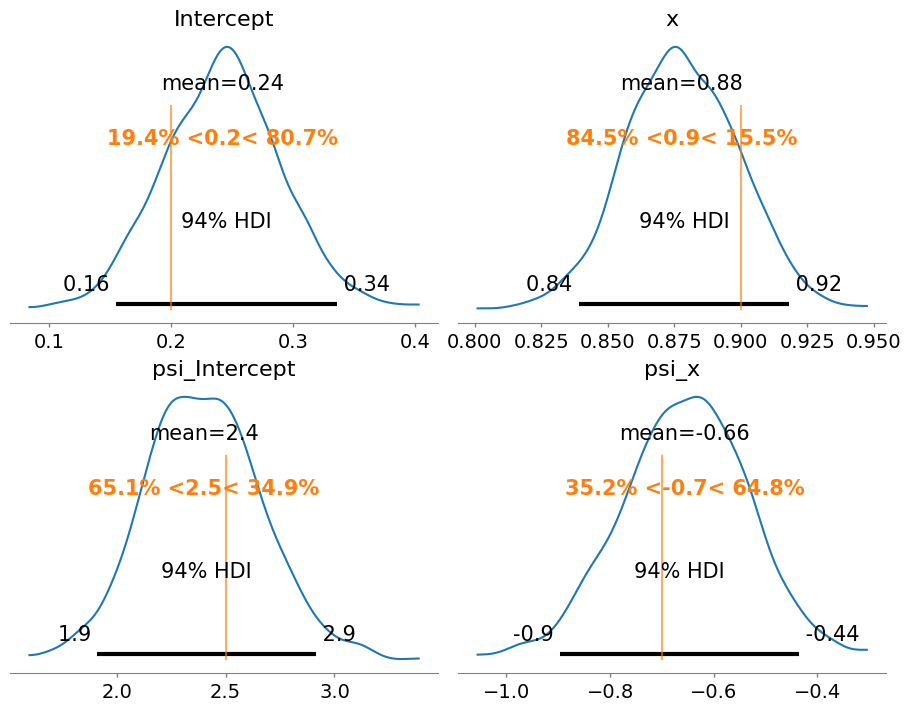 Intercept
mean=0.24
19.4% <0.2< 80.7%
94% HDI
0.16 0.34
0.1 0.2 0.3 0.4
x
mean=0.88
84.5% <0.9< 15.5%
94% HDI
0.84 0.92
0.800 0.825 0.850 0.875 0.900 0.925 0.950
psi_Intercept
mean=2.4
65.1% <2.5< 34.9%
94% HDI
1.9 2.9
2.0 2.5 3.0
psi_x
mean=-0.66
35.2% <-0.7< 64.8%
94% HDI
-0.9 -0.44
−1.0 −0.8 −0.6 −0.4